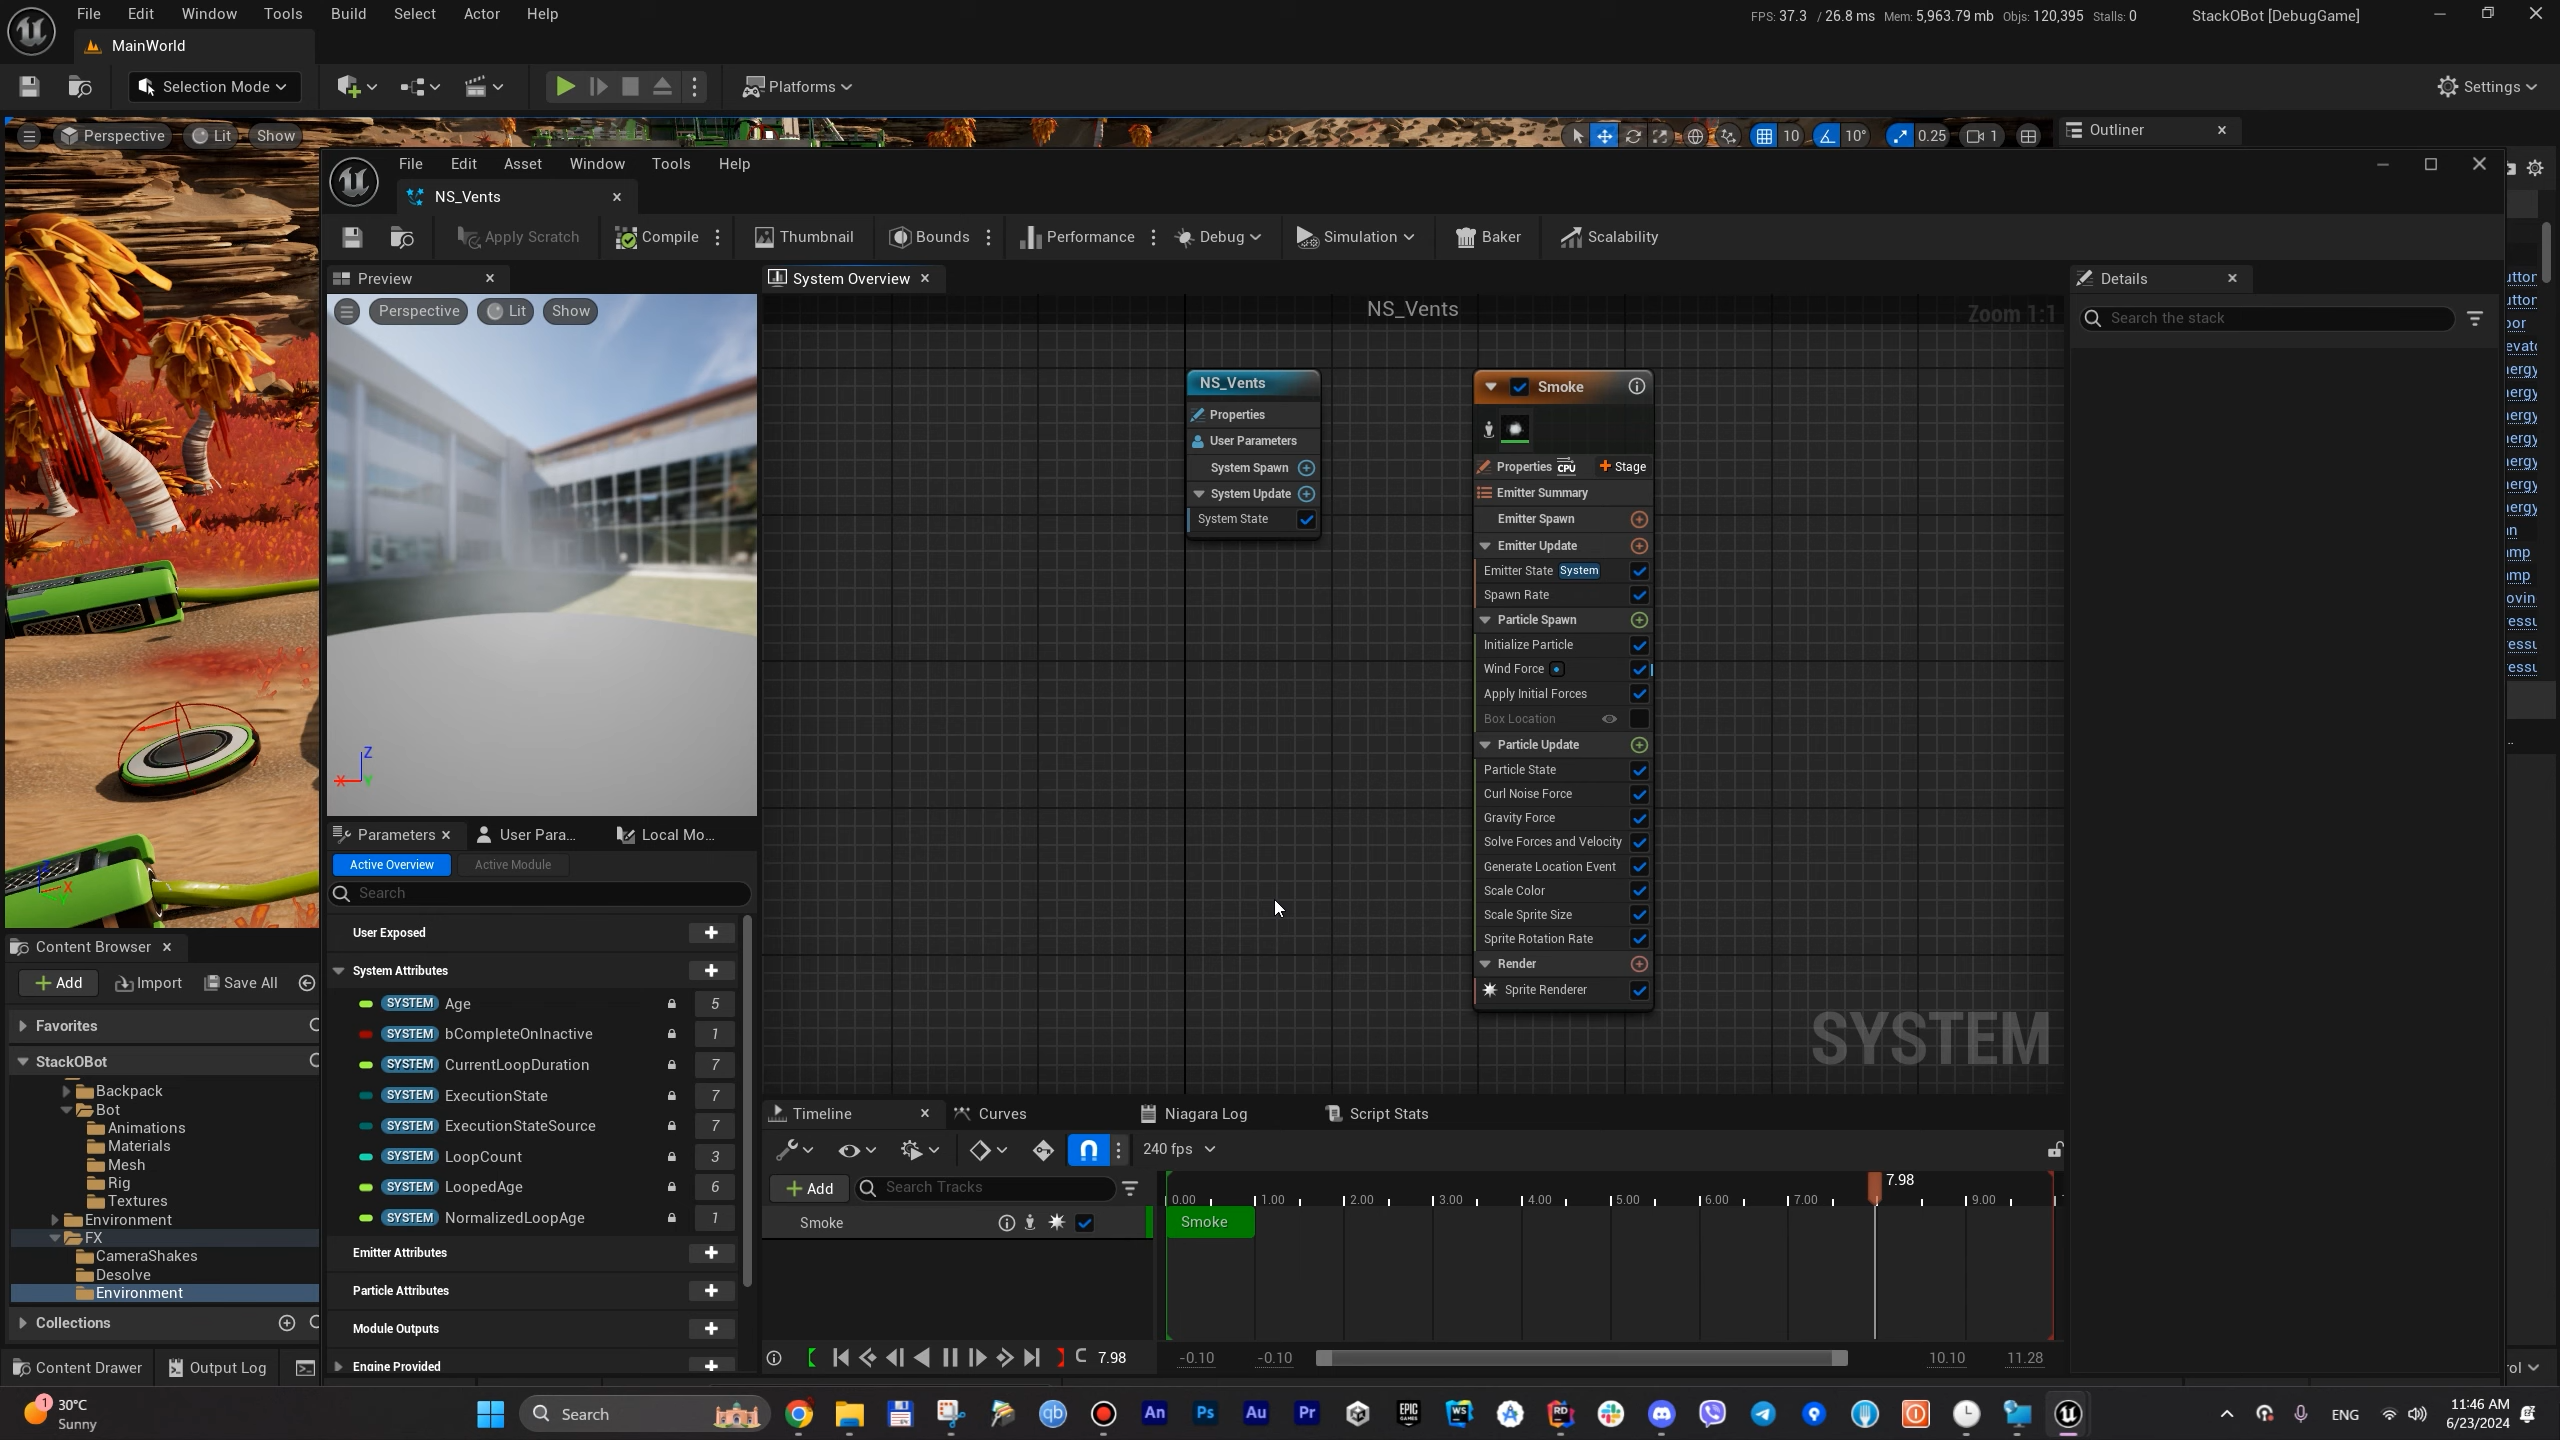 File Edit Window Tools Build Select Actor Help
FPS: 37.3 / 26.8 ms Mem: 5,963.79 mb Objs: 120,395 Stalls: 0
StackOBot [DebugGame]
MainWorld
Selection Mode
Platforms
Settings
Perspective Lit Show
10 10° 0.25 1
Outliner
File Edit Asset Window Tools Help
NS_Vents
Apply Scratch
Compile
Thumbnail
Bounds
Performance
Debug
Simulation
Baker
Scalability
Preview
Perspective Lit Show
Z
X
Y
System Overview
NS_Vents
Zoom 1:1
NS_Vents
Properties
User Parameters
System Spawn
System Update
System State
Smoke
Properties CPU Stage
Emitter Summary
Emitter Spawn
Emitter Update
Emitter State System
Spawn Rate
Particle Spawn
Initialize Particle
Wind Force
Apply Initial Forces
Box Location
Particle Update
Particle State
Curl Noise Force
Gravity Force
Solve Forces and Velocity
Generate Location Event
Scale Color
Scale Sprite Size
Sprite Rotation Rate
Render
Sprite Renderer
SYSTEM
Details
Search the stack
Parameters User Para... Local Mo...
Active Overview Active Module
Search
User Exposed
System Attributes
SYSTEM Age 5
SYSTEM bCompleteOnInactive 1
SYSTEM CurrentLoopDuration 7
SYSTEM ExecutionState 7
SYSTEM ExecutionStateSource 7
SYSTEM LoopCount 3
SYSTEM LoopedAge 6
SYSTEM NormalizedLoopAge 1
Emitter Attributes
Particle Attributes
Module Outputs
Engine Provided
Timeline
Curves
Niagara Log
Script Stats
240 fps
Add
Search Tracks
7.98
0.00 1.00 2.00 3.00 4.00 5.00 6.00 7.00 9.00
Smoke
Smoke
7.98
-0.10 -0.10 10.10 11.28
Content Browser
Add Import Save All
Favorites
StackOBot
Backpack
Bot
Animations
Materials
Mesh
Rig
Textures
Environment
FX
CameraShakes
Desolve
Environment
Collections
Content Drawer Output Log
30°C
Sunny
Search
ENG
11:46 AM
6/23/2024